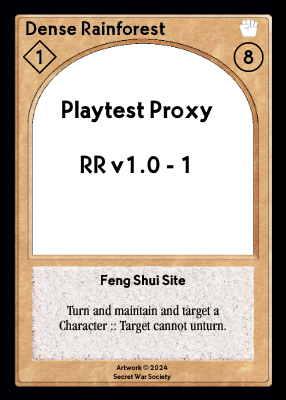 Dense Rainforest
1
8
Playtest Proxy
RR v1.0 - 1
Feng Shui Site
Turn and maintain and target a
Character :: Target cannot unturn.
Artwork © 2024
Secret War Society